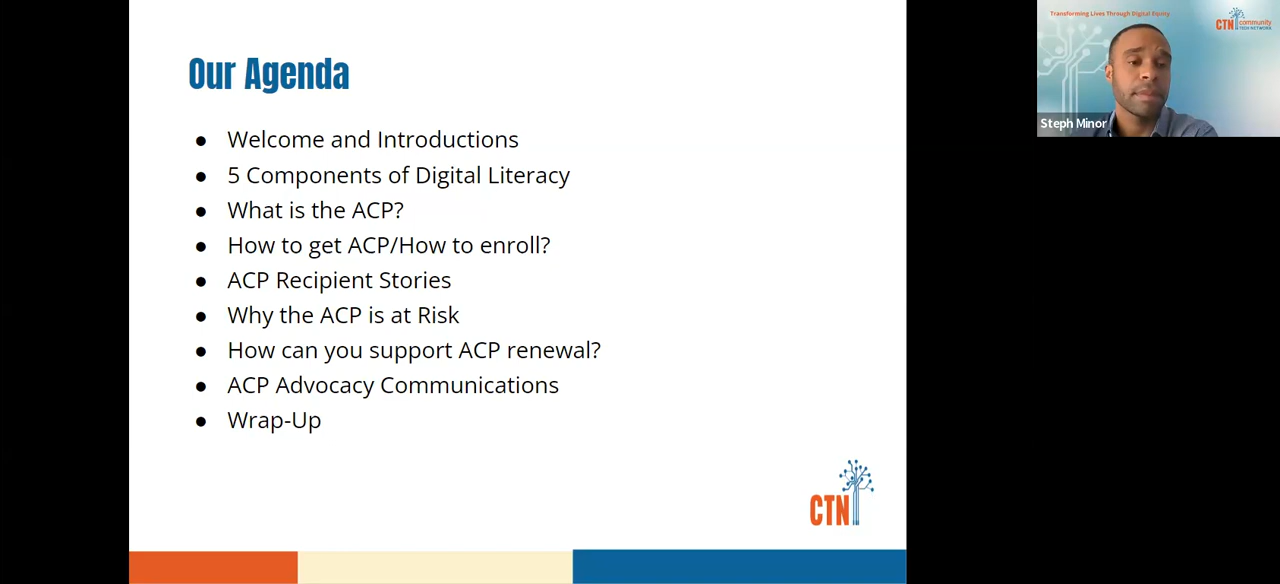 Our Agenda
● Welcome and Introductions
● 5 Components of Digital Literacy
● What is the ACP?
● How to get ACP/How to enroll?
● ACP Recipient Stories
● Why the ACP is at Risk
● How can you support ACP renewal?
● ACP Advocacy Communications
● Wrap-Up
CTN
Transforming Lives Through Digital Equity
CTN community
TECH NETWORK
Steph Minor